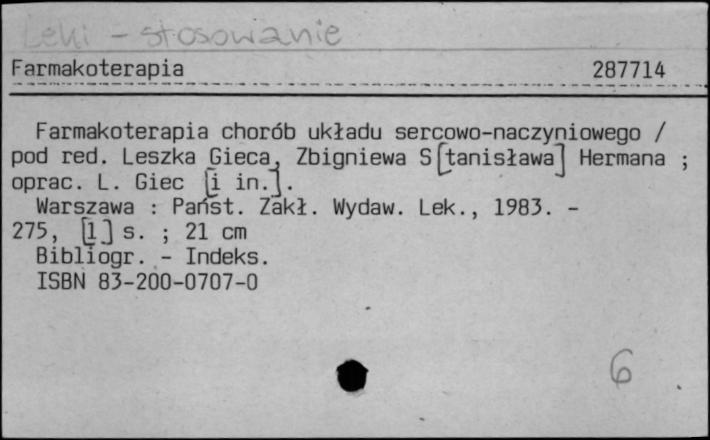 Leki - stosowanie
Farmakoterapia 287714
Farmakoterapia chorób układu sercowo-naczyniowego /
pod red. Leszka Gieca, Zbigniewa S[tanisława] Hermana ;
oprac. L. Giec [i in.].
Warszawa : Państ. Zakł. Wydaw. Lek., 1983. -
275, [1] s. ; 21 cm
Bibliogr. - Indeks.
ISBN 83-200-0707-0
6